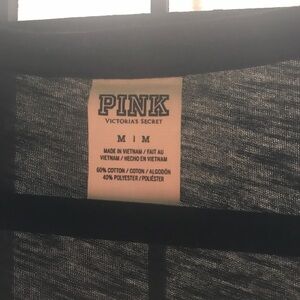 PINK
VICTORIA'S SECRET
M | M
MADE IN VIETNAM / FAIT AU
VIETNAM / HECHO EN VIETNAM
60% COTTON / COTON / ALGODÓN
40% POLYESTER / POLIÉSTER